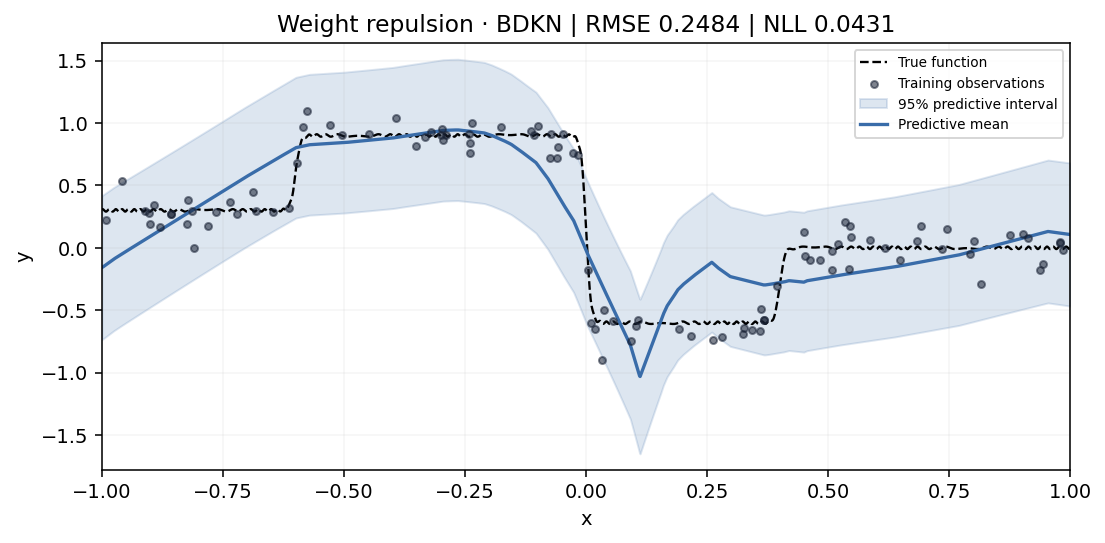 Weight repulsion · BDKN | RMSE 0.2484 | NLL 0.0431
True function
Training observations
95% predictive interval
Predictive mean
1.5
1.0
0.5
0.0
−0.5
−1.0
−1.5
y
−1.00 −0.75 −0.50 −0.25 0.00 0.25 0.50 0.75 1.00
x